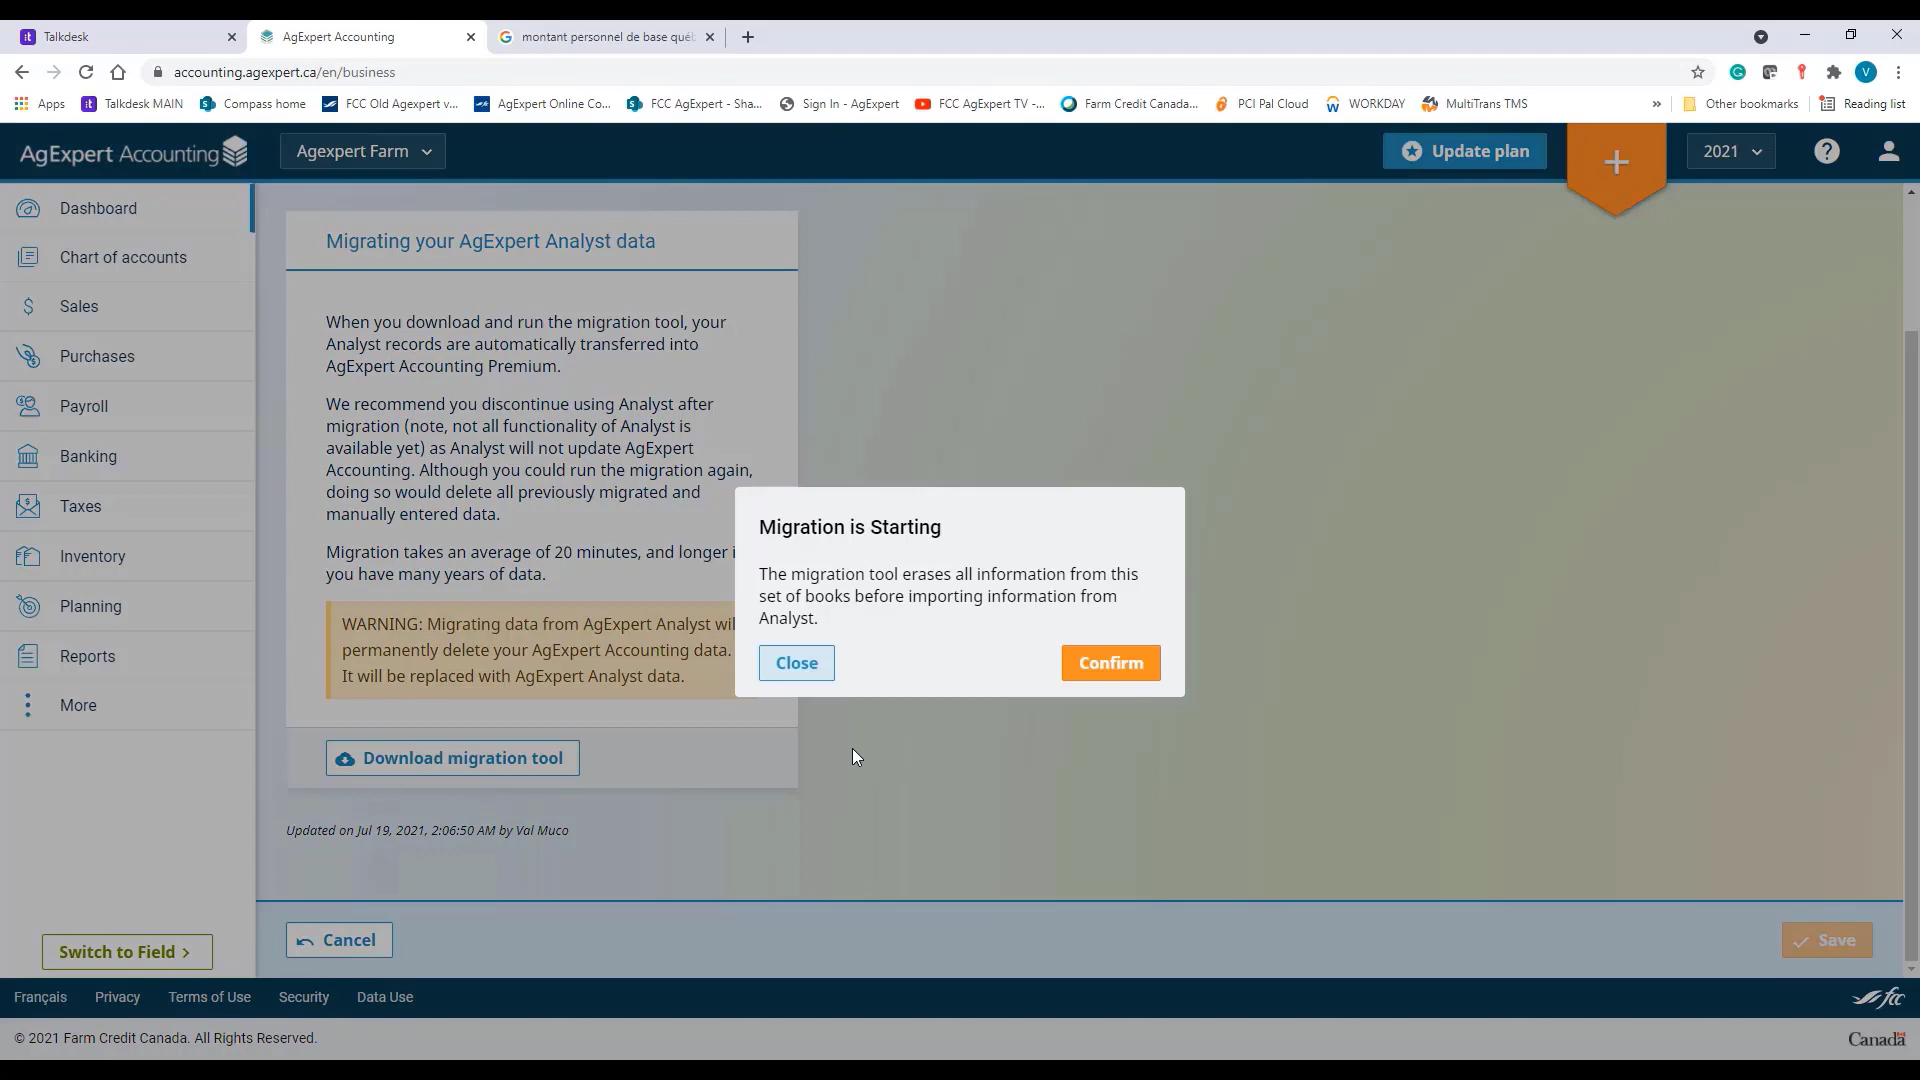 Talkdesk
AgExpert Accounting
montant personnel de base qué
accounting.agexpert.ca/en/business
V
Apps
Talkdesk MAIN
Compass home
FCC Old Agexpert v...
AgExpert Online Co...
FCC AgExpert - Sha...
Sign In - AgExpert
FCC AgExpert TV -...
Farm Credit Canada...
PCI Pal Cloud
WORKDAY
MultiTrans TMS
»
Other bookmarks
Reading list
AgExpert Accounting
Agexpert Farm
Update plan
2021
Dashboard
Chart of accounts
Sales
Purchases
Payroll
Banking
Taxes
Inventory
Planning
Reports
More
Switch to Field
Migrating your AgExpert Analyst data
When you download and run the migration tool, your
Analyst records are automatically transferred into
AgExpert Accounting Premium.
We recommend you discontinue using Analyst after
migration (note, not all functionality of Analyst is
available yet) as Analyst will not update AgExpert
Accounting. Although you could run the migration again,
doing so would delete all previously migrated and
manually entered data.
Migration takes an average of 20 minutes, and longer
you have many years of data.
WARNING: Migrating data from AgExpert Analyst wil
permanently delete your AgExpert Accounting data.
It will be replaced with AgExpert Analyst data.
Download migration tool
Updated on Jul 19, 2021, 2:06:50 AM by Val Muco
Migration is Starting
The migration tool erases all information from this
set of books before importing information from
Analyst.
Close
Confirm
Cancel
Save
Français
Privacy
Terms of Use
Security
Data Use
fcc
© 2021 Farm Credit Canada. All Rights Reserved.
Canada